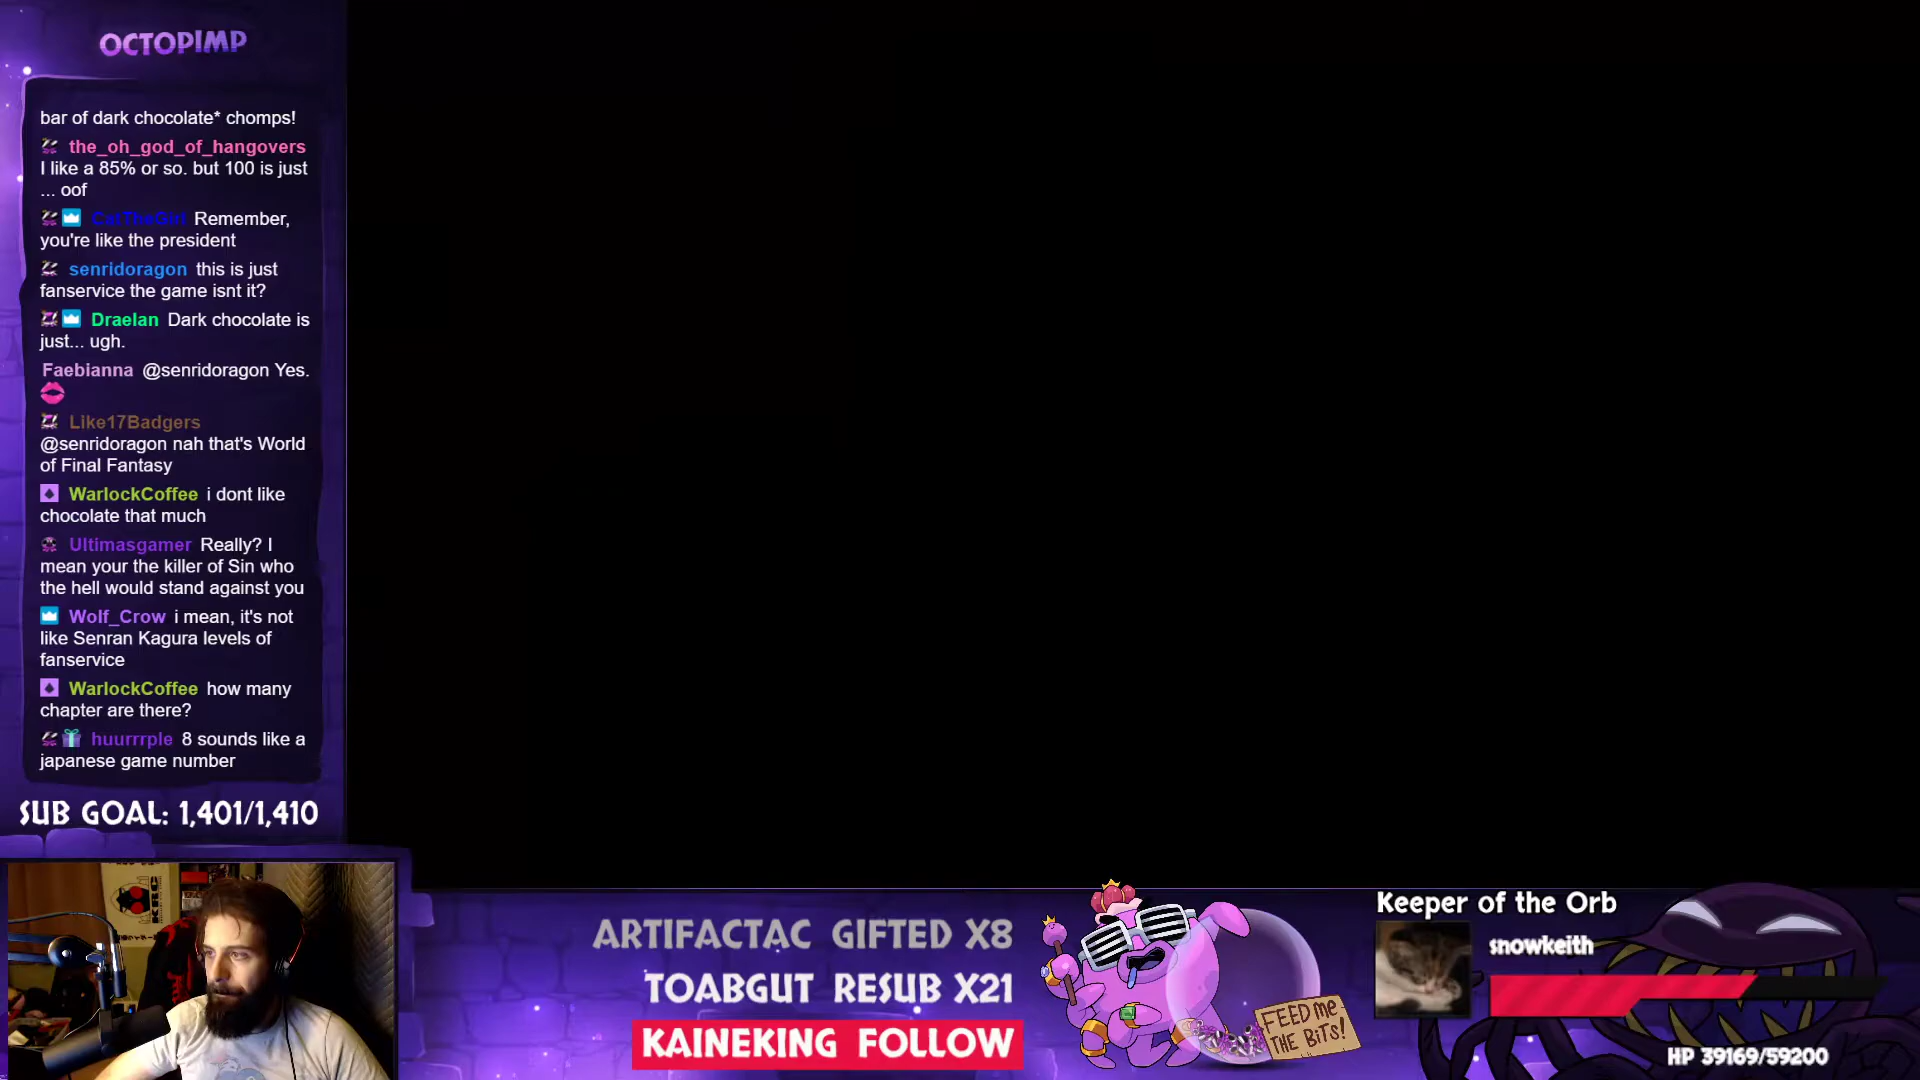 OCTOPIMP
bar of dark chocolate* chomps!
the_oh_god_of_hangovers
I like a 85% or so. but 100 is just
... oof
CatTheGirl Remember,
you're like the president
senridoragon this is just
fanservice the game isnt it?
Draelan Dark chocolate is
just... ugh.
Faebianna @senridoragon Yes.
Like17Badgers
@senridoragon nah that's World
of Final Fantasy
WarlockCoffee i dont like
chocolate that much
Ultimasgamer Really? I
mean your the killer of Sin who
the hell would stand against you
Wolf_Crow i mean, it's not
like Senran Kagura levels of
fanservice
WarlockCoffee how many
chapter are there?
huurrrple 8 sounds like a
japanese game number
SUB GOAL: 1,401/1,410
ARTIFACTAC GIFTED X8
TOABGUT RESUB X21
KAINEKING FOLLOW
FEED ME
THE BITS!
Keeper of the Orb
snowkeith
HP 39169/59200